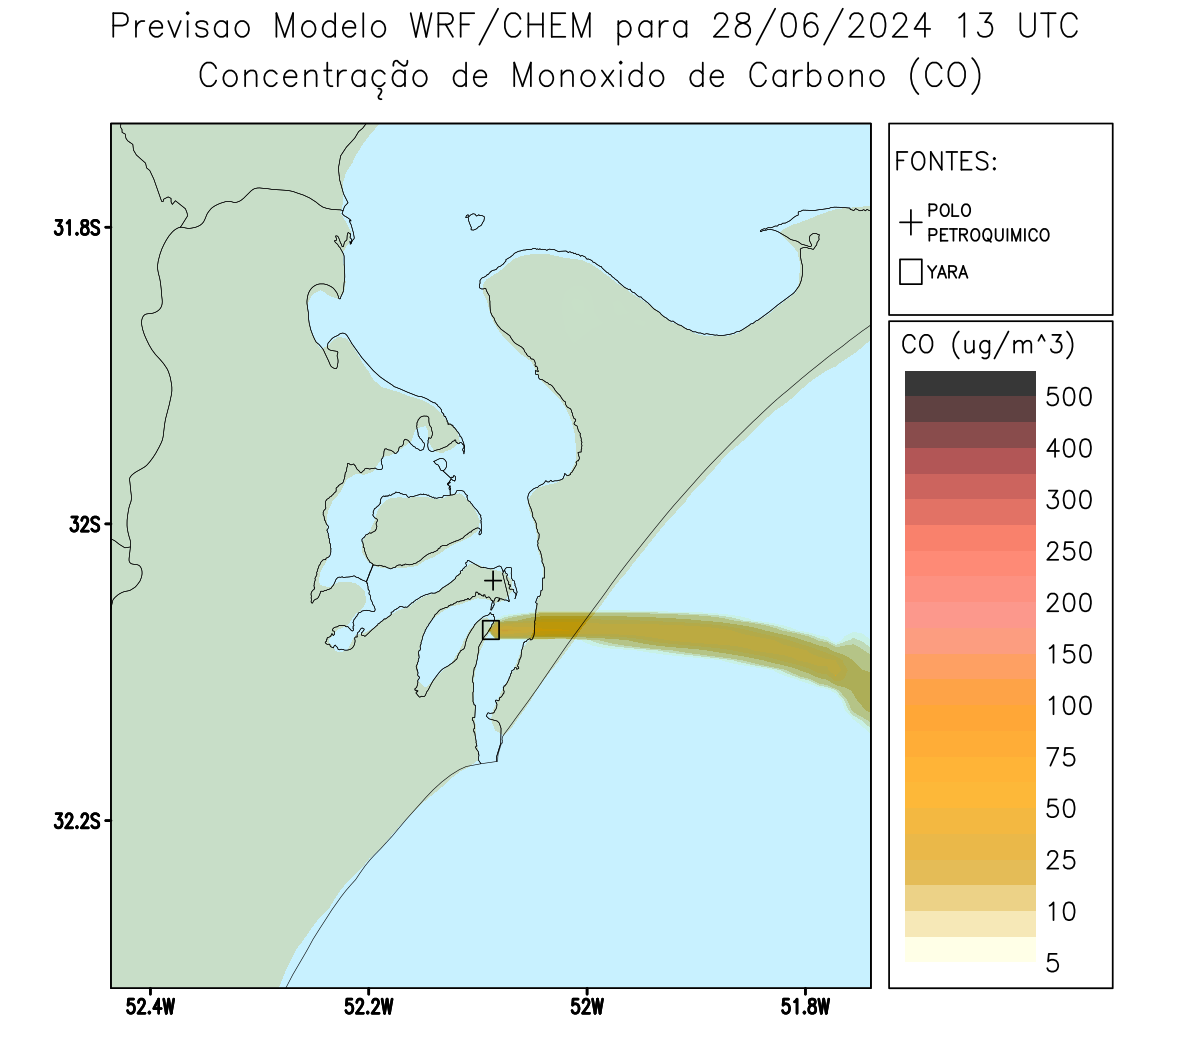 Previsao Modelo WRF/CHEM para 28/06/2024 13 UTC
Concentração de Monoxido de Carbono (CO)
FONTES:
POLO
PETROQUIMICO
YARA
CO (ug/m^3)
500
400
300
250
200
150
100
75
50
25
10
5
31.8S
32S
32.2S
52.4W
52.2W
52W
51.8W